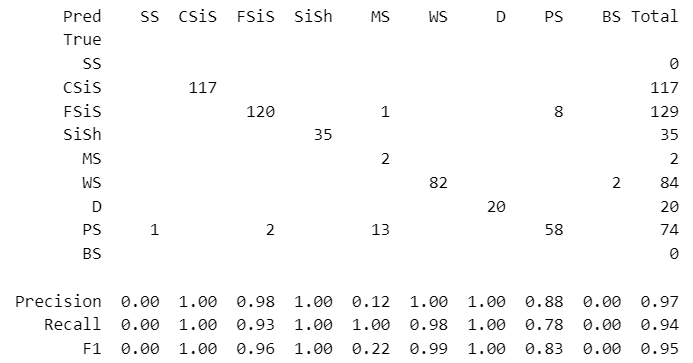 Pred SS CSiS FSiS SiSh MS WS D PS BS Total
True
SS 0
CSiS 117 117
FSiS 120 1 8 129
SiSh 35 35
MS 2 2
WS 82 2 84
D 20 20
PS 1 2 13 58 74
BS 0
Precision 0.00 1.00 0.98 1.00 0.12 1.00 1.00 0.88 0.00 0.97
Recall 0.00 1.00 0.93 1.00 1.00 0.98 1.00 0.78 0.00 0.94
F1 0.00 1.00 0.96 1.00 0.22 0.99 1.00 0.83 0.00 0.95